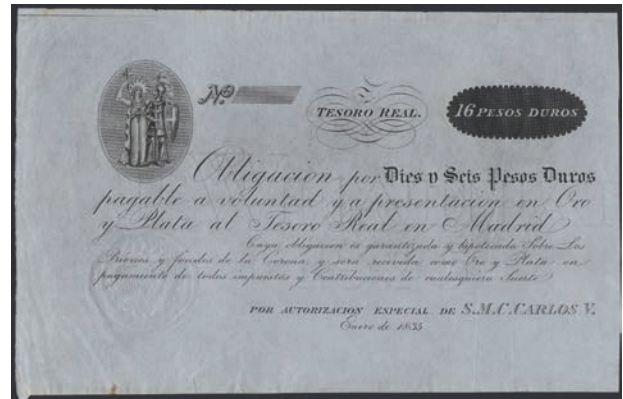 Nº
TESORO REAL.
16 PESOS DUROS
Obligacion por Dies y Seis Pesos Duros
pagable a voluntad y a presentacion en Oro
y Plata al Tesoro Real en Madrid
Cuya obligacion es garantizada y hipotecada Sobre Los
Bienes y fondos de la Corona y será recivida como Oro y Plata en
pagamiento de todos impuestos y Contribuciones de cualesquiera Suerte
POR AUTORIZACION ESPECIAL DE S.M.C. CARLOS V.
Enero de 1835